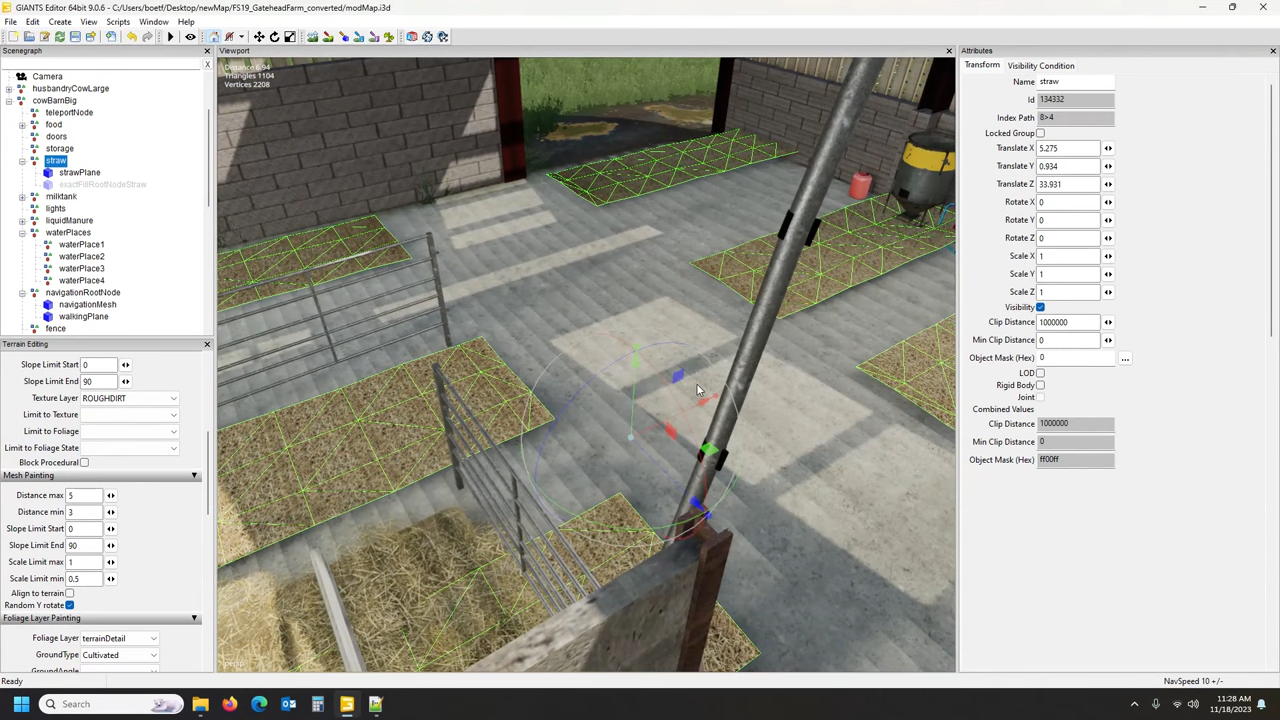 GIANTS Editor 64bit 9.0.6 - C:/Users/boetf/Desktop/newMap/FS19_GateheadFarm_converted/modMap.i3d
File Edit Create View Scripts Window Help
Scenegraph
X
Camera
husbandryCowLarge
cowBarnBig
teleportNode
food
doors
storage
straw
strawPlane
exactFillRootNodeStraw
milktank
lights
liquidManure
waterPlaces
waterPlace1
waterPlace2
waterPlace3
waterPlace4
navigationRootNode
navigationMesh
walkingPlane
fence
Terrain Editing
Slope Limit Start 0
Slope Limit End 90
Texture Layer ROUGHDIRT
Limit to Texture
Limit to Foliage
Limit to Foliage State
Block Procedural
Mesh Painting
Distance max 5
Distance min 3
Slope Limit Start 0
Slope Limit End 90
Scale Limit max 1
Scale Limit min 0.5
Align to terrain
Random Y rotate
Foliage Layer Painting
Foliage Layer terrainDetail
GroundType Cultivated
GroundAngle
Viewport
Distance 6.94
Triangles 1104
Vertices 2208
persp
Attributes
Transform Visibility Condition
Name straw
Id 134332
Index Path 8>4
Locked Group
Translate X 5.275
Translate Y 0.934
Translate Z 33.931
Rotate X 0
Rotate Y 0
Rotate Z 0
Scale X 1
Scale Y 1
Scale Z 1
Visibility
Clip Distance 1000000
Min Clip Distance 0
Object Mask (Hex) 0 ...
LOD
Rigid Body
Joint
Combined Values
Clip Distance 1000000
Min Clip Distance 0
Object Mask (Hex) ff00ff
Ready
NavSpeed 10 +/-
Search
11:28 AM
11/18/2023